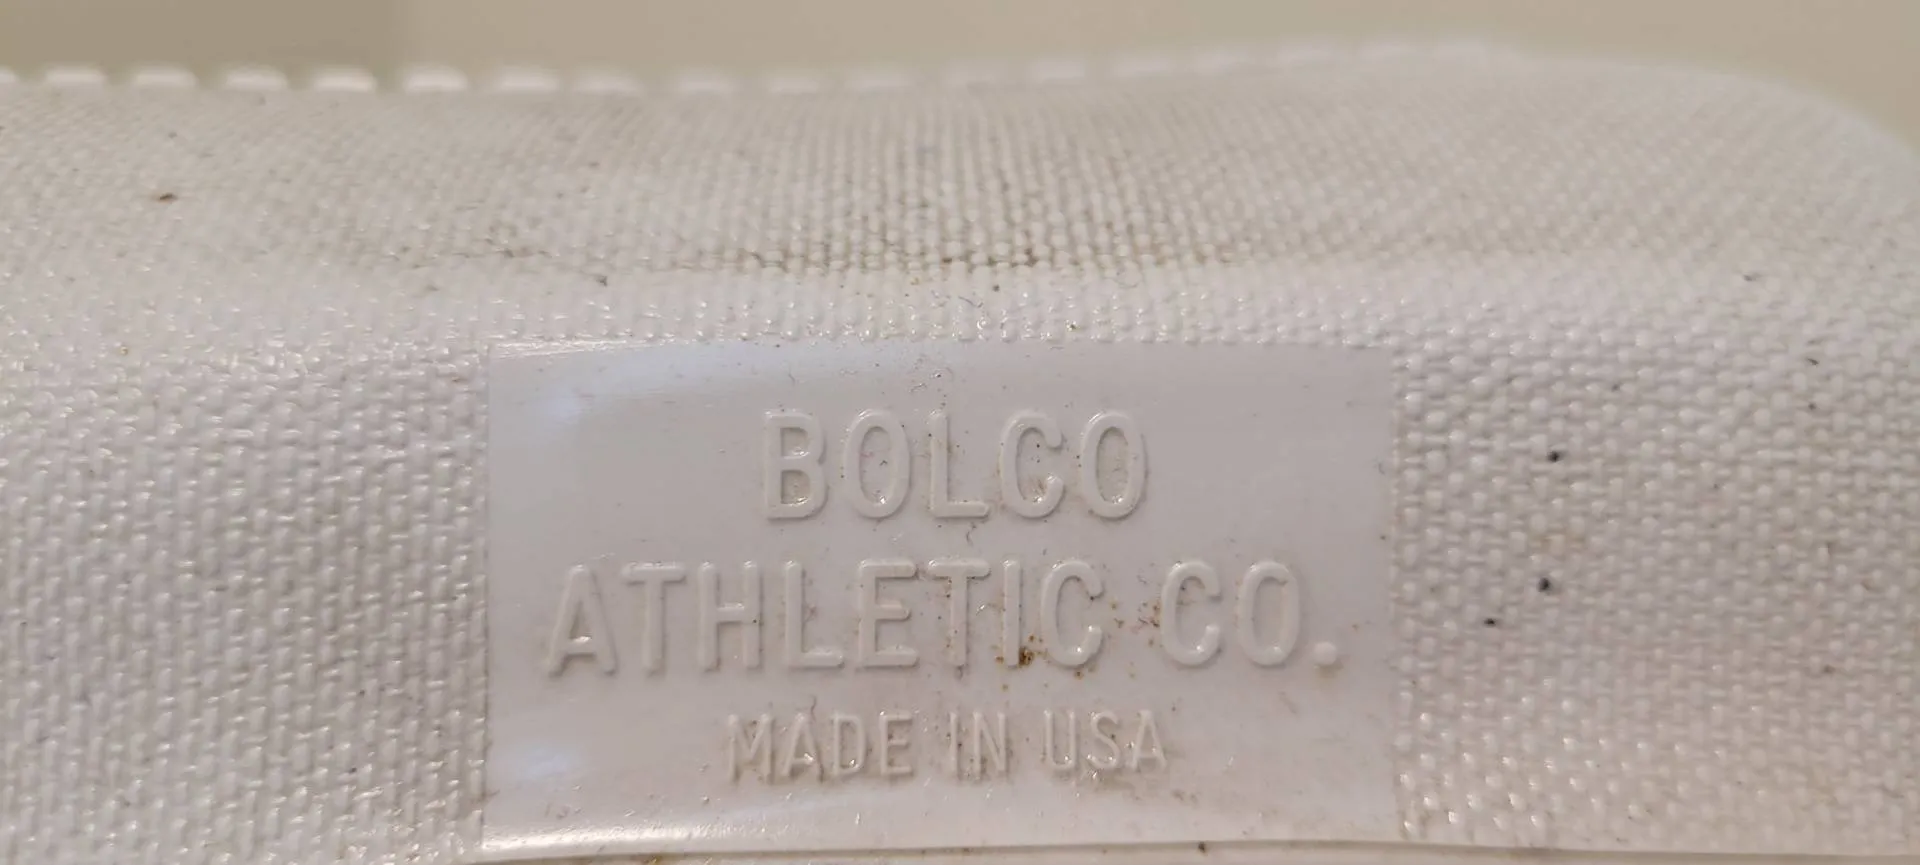 BOLCO
ATHLETIC CO.
MADE IN USA